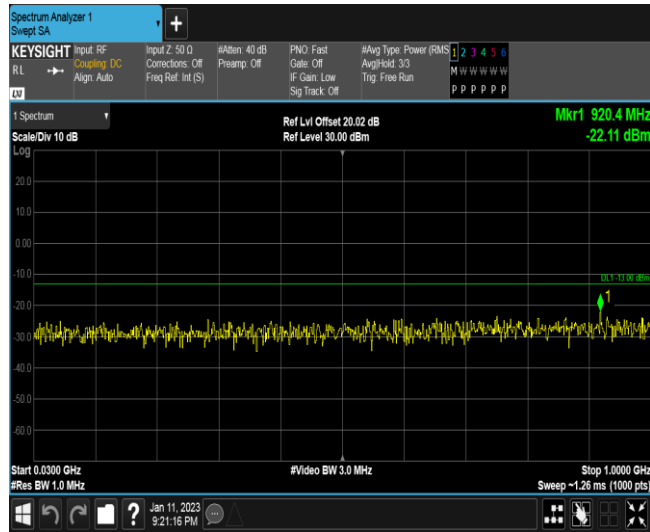 Spectrum Analyzer 1
Swept SA
KEYSIGHT
RL
LXI
Input: RF
Coupling: DC
Align: Auto
Input Z: 50 Ω
Corrections: Off
Freq Ref: Int (S)
#Atten: 40 dB
Preamp: Off
PNO: Fast
Gate: Off
IF Gain: Low
Sig Track: Off
#Avg Type: Power (RMS
Avg|Hold: 3/3
Trig: Free Run
1 2 3 4 5 6
M W W W W W
P P P P P P
1 Spectrum
Scale/Div 10 dB
Log
Ref Lvl Offset 20.02 dB
Ref Level 30.00 dBm
Mkr1 920.4 MHz
-22.11 dBm
20.0
10.0
0.00
-10.0
DL1 -13.00 dBm
1
-20.0
-30.0
-40.0
-50.0
-60.0
Start 0.0300 GHz
#Video BW 3.0 MHz
Stop 1.0000 GHz
#Res BW 1.0 MHz
Sweep ~1.26 ms (1000 pts)
?
Jan 11, 2023
9:21:16 PM